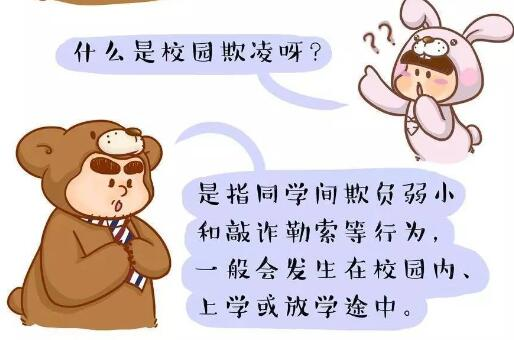 什么是校园欺凌呀?
??
是指同学间欺负弱小
和敲诈勒索等行为,
一般会发生在校园内、
上学或放学途中。